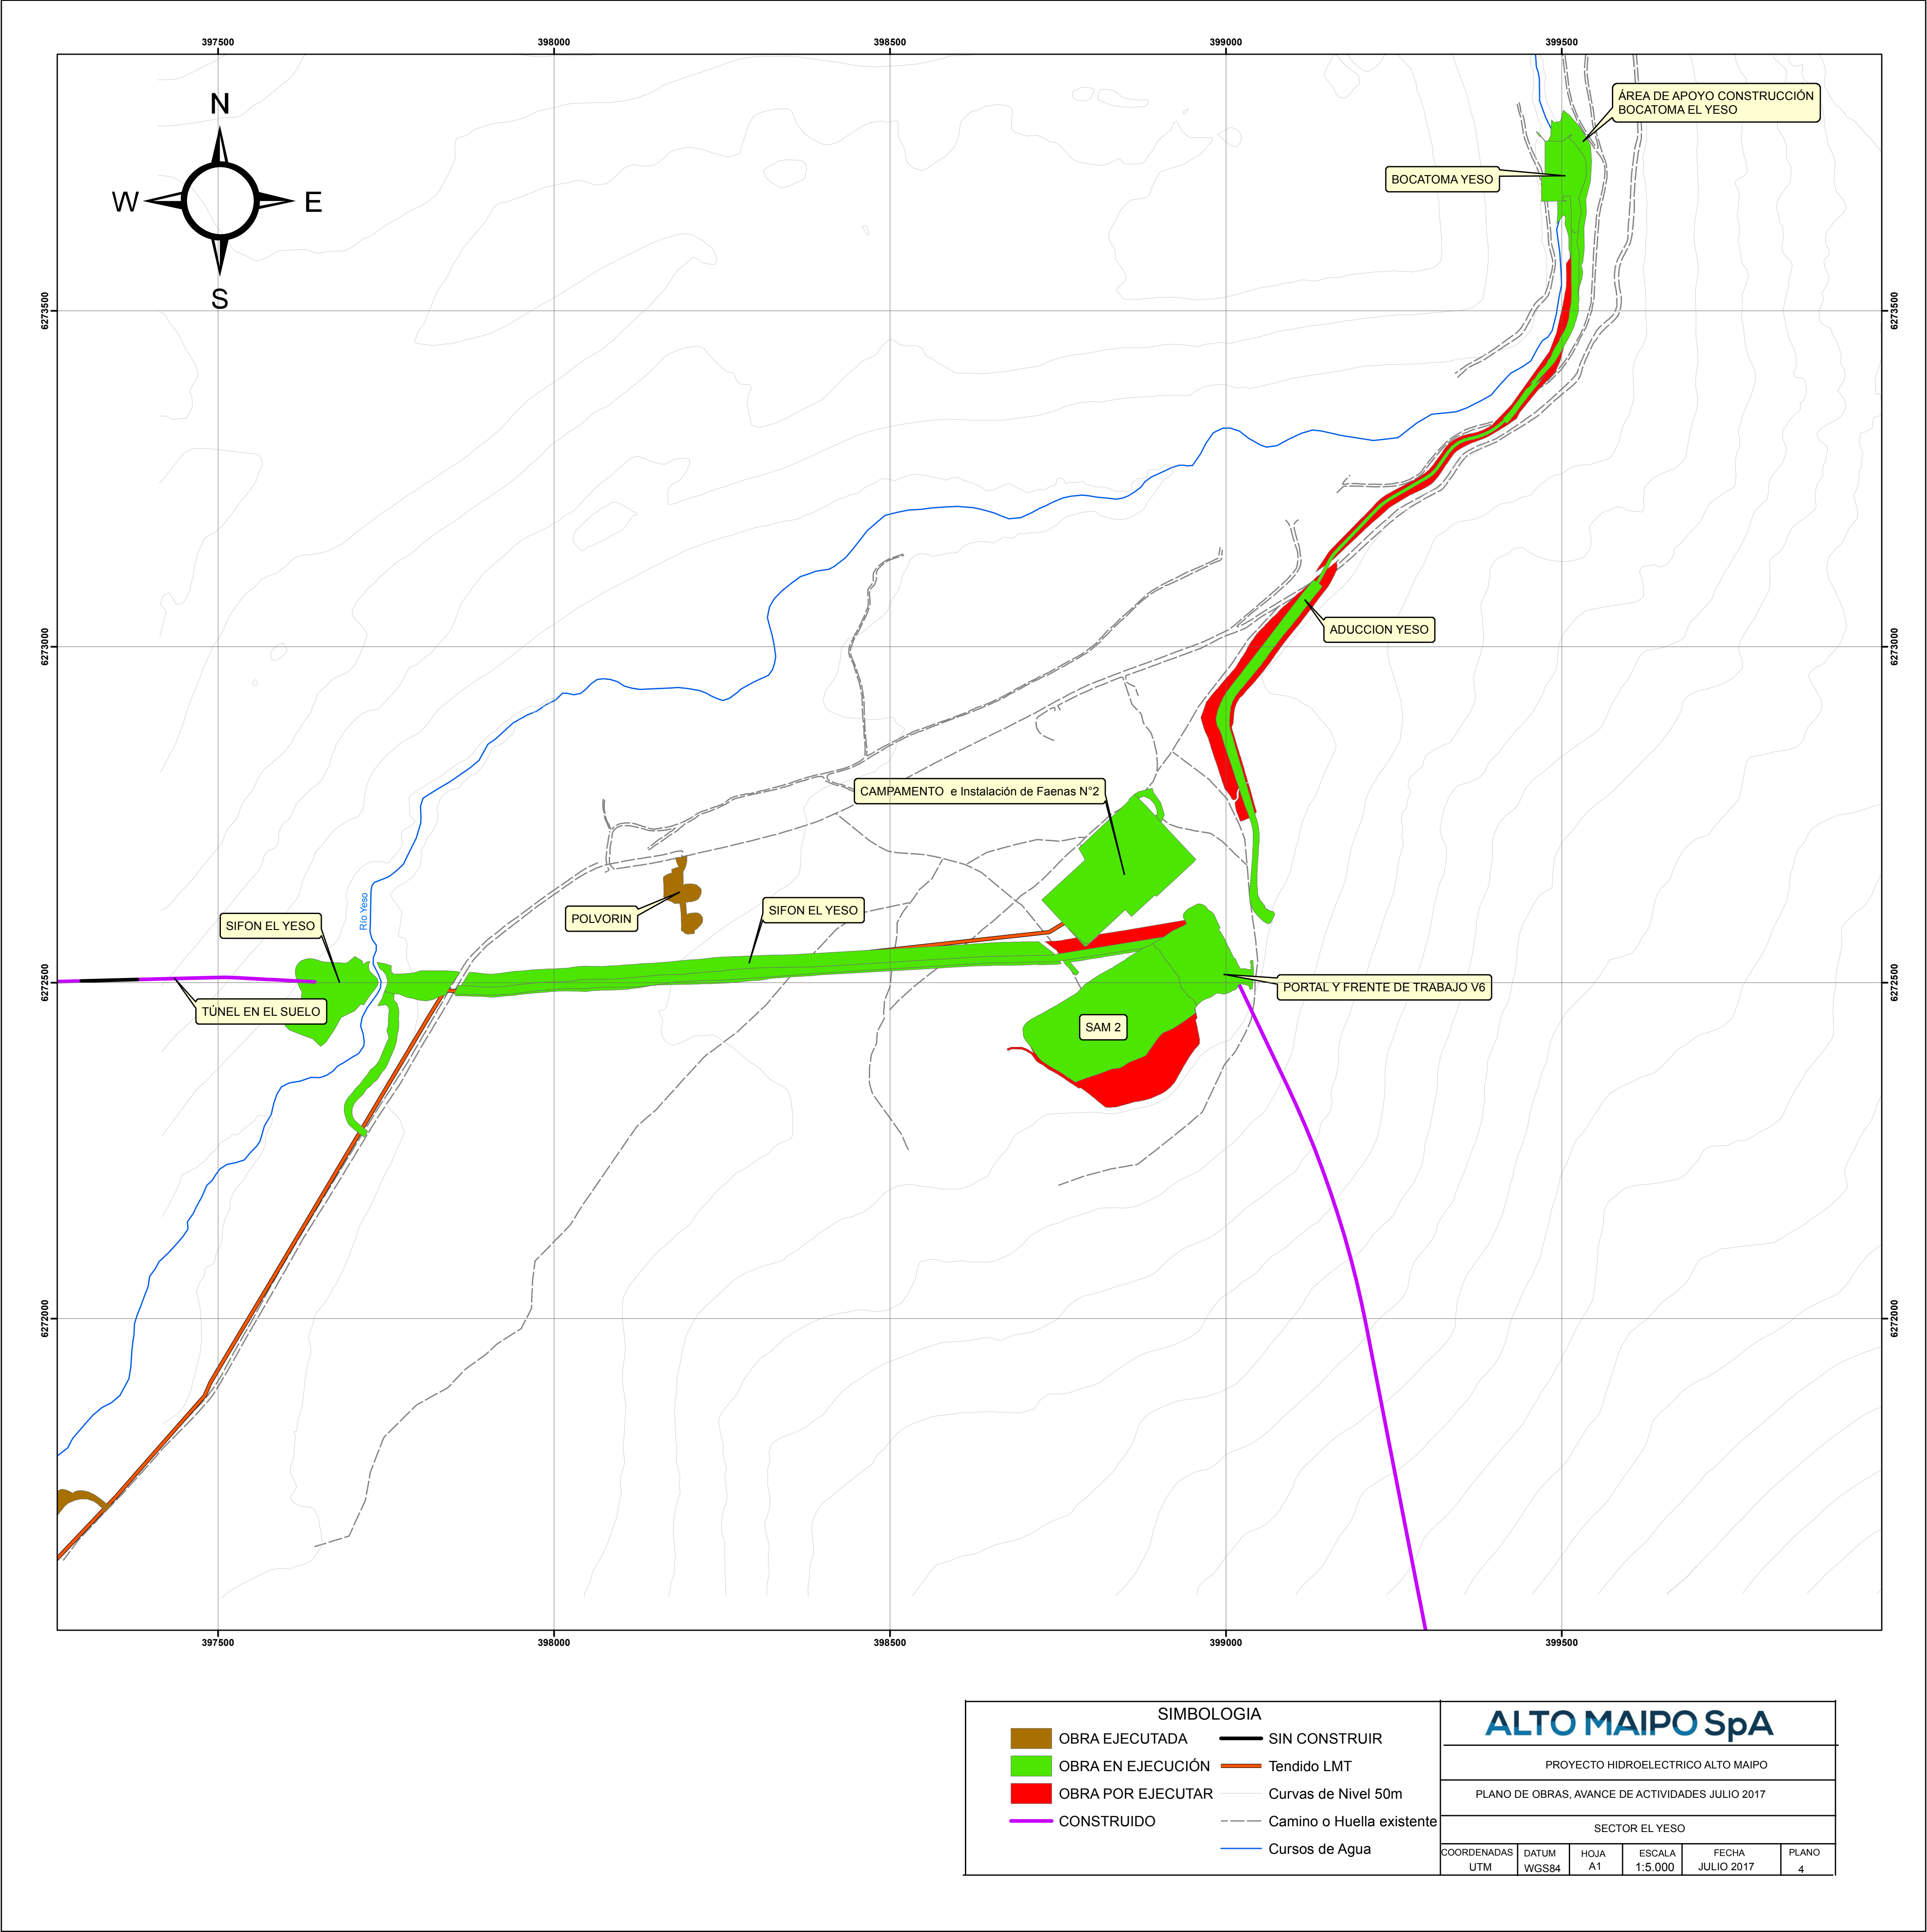 397500
398000
398500
399000
399500
N
W
E
S
ÁREA DE APOYO CONSTRUCCIÓN
BOCATOMA EL YESO
BOCATOMA YESO
6273500
6273500
ADUCCION YESO
6273000
6273000
CAMPAMENTO e Instalación de Faenas N°2
Río Yeso
SIFON EL YESO
POLVORIN
SIFON EL YESO
6272500
6272500
TÚNEL EN EL SUELO
PORTAL Y FRENTE DE TRABAJO V6
SAM 2
6272000
6272000
397500
398000
398500
399000
399500
SIMBOLOGIA
OBRA EJECUTADA
OBRA EN EJECUCIÓN
OBRA POR EJECUTAR
CONSTRUIDO
SIN CONSTRUIR
Tendido LMT
Curvas de Nivel 50m
Camino o Huella existente
Cursos de Agua
ALTO MAIPO SpA
PROYECTO HIDROELECTRICO ALTO MAIPO
PLANO DE OBRAS, AVANCE DE ACTIVIDADES JULIO 2017
SECTOR EL YESO
COORDENADAS
UTM
DATUM
WGS84
HOJA
A1
ESCALA
1:5.000
FECHA
JULIO 2017
PLANO
4